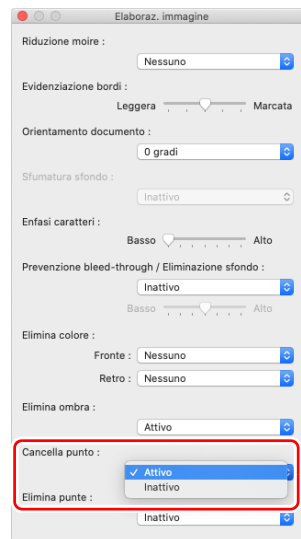 Elaboraz. immagine
Riduzione moire :
Nessuno
Evidenziazione bordi :
Leggera Marcata
Orientamento documento :
0 gradi
Sfumatura sfondo :
Inattivo
Enfasi caratteri :
Basso Alto
Prevenzione bleed-through / Eliminazione sfondo :
Inattivo
Basso Alto
Elimina colore :
Fronte : Nessuno
Retro : Nessuno
Elimina ombra :
Attivo
Cancella punto :
✓ Attivo
Inattivo
Elimina punte :
Inattivo